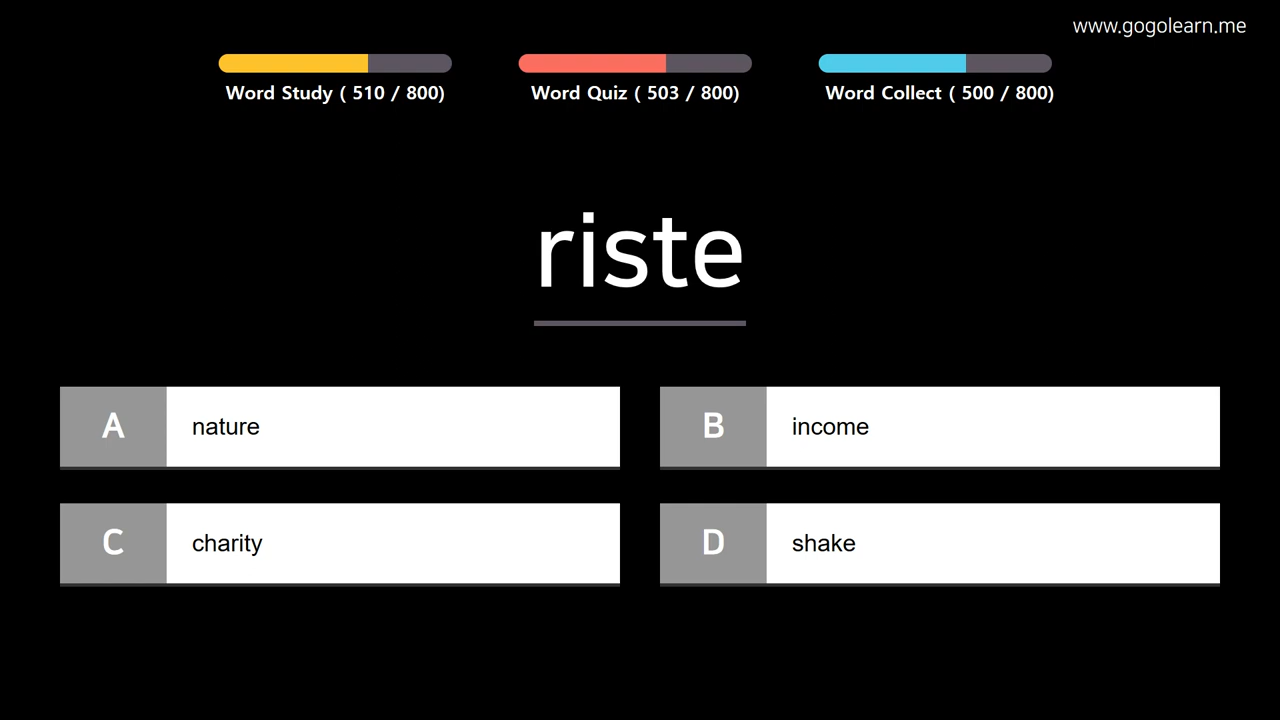 www.gogolearn.me
Word Study ( 510 / 800)
Word Quiz ( 503 / 800)
Word Collect ( 500 / 800)
riste
A nature
B income
C charity
D shake